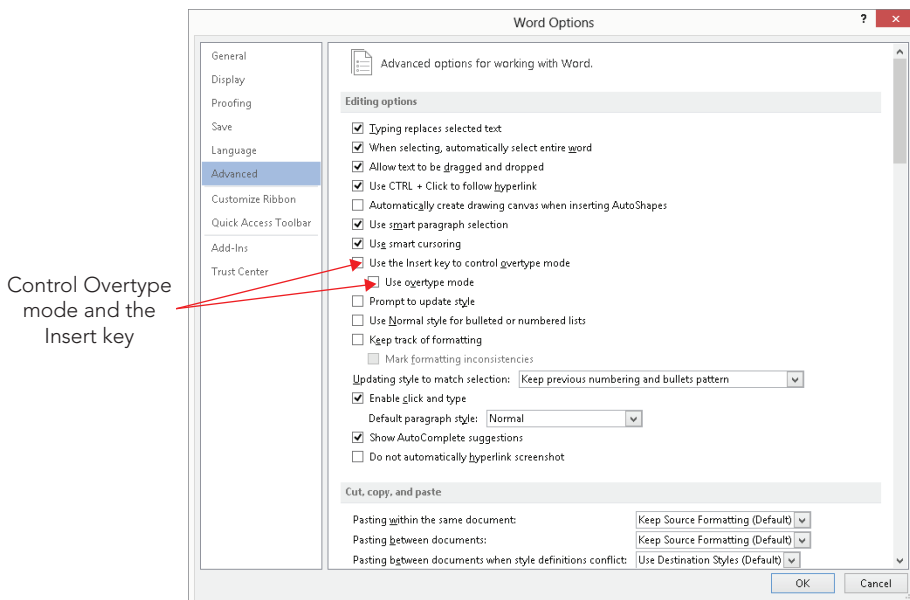 Word Options
?
×
General
Display
Proofing
Save
Language
Advanced
Customize Ribbon
Quick Access Toolbar
Add-Ins
Trust Center
Advanced options for working with Word.
Editing options
Typing replaces selected text
When selecting, automatically select entire word
Allow text to be dragged and dropped
Use CTRL + Click to follow hyperlink
Automatically create drawing canvas when inserting AutoShapes
Use smart paragraph selection
Use smart cursoring
Use the Insert key to control overtype mode
Use overtype mode
Prompt to update style
Use Normal style for bulleted or numbered lists
Keep track of formatting
Mark formatting inconsistencies
Updating style to match selection: Keep previous numbering and bullets pattern
Enable click and type
Default paragraph style: Normal
Show AutoComplete suggestions
Do not automatically hyperlink screenshot
Cut, copy, and paste
Pasting within the same document: Keep Source Formatting (Default)
Pasting between documents: Keep Source Formatting (Default)
Pasting between documents when style definitions conflict: Use Destination Styles (Default)
OK Cancel
Control Overtype
mode and the
Insert key